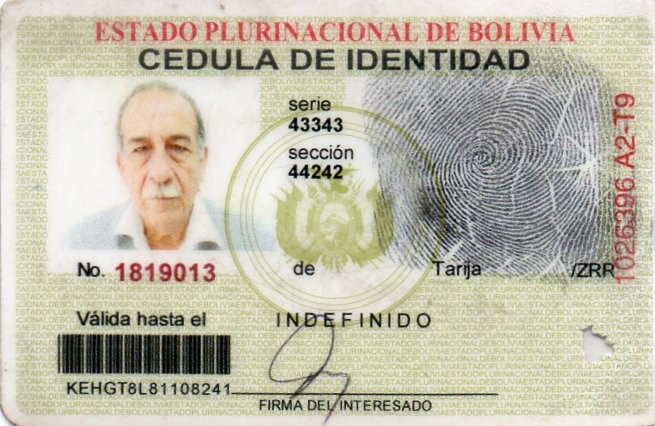 ESTADO PLURINACIONAL DE BOLIVIA
CEDULA DE IDENTIDAD
serie
43343
sección
44242
1026396 A2-T9
No. 1819013 de Tarija /ZRR
Válida hasta el INDEFINIDO
KEHGT8L81108241
FIRMA DEL INTERESADO